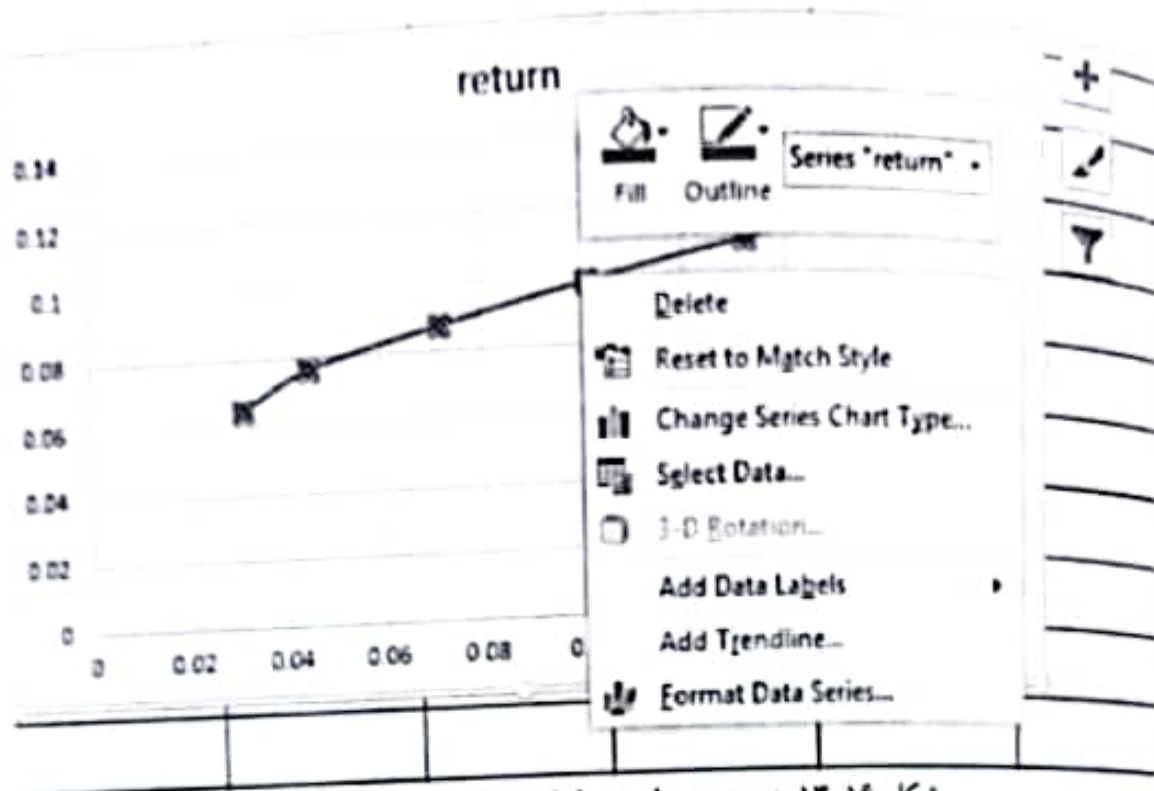 return
Fill Outline Series "return"
0.14
0.12
0.1
0.08
0.06
0.04
0.02
0
0 0.02 0.04 0.06 0.08
Delete
Reset to Match Style
Change Series Chart Type...
Select Data...
3-D Rotation...
Add Data Labels
Add Trendline...
Format Data Series...